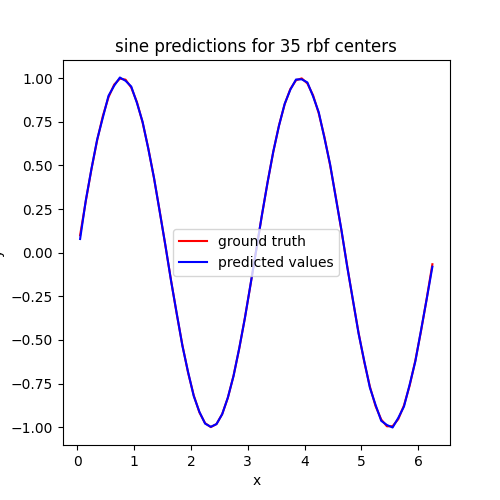 sine predictions for 35 rbf centers
1.00
0.75
0.50
0.25
0.00
−0.25
−0.50
−0.75
−1.00
ground truth
predicted values
0 1 2 3 4 5 6
x